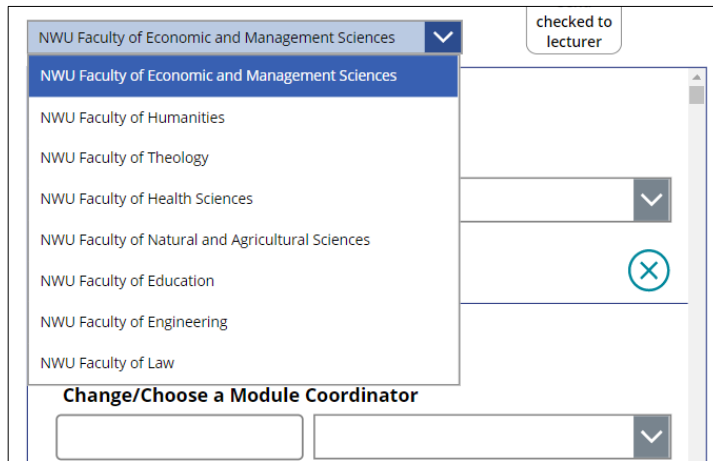 checked to
lecturer
NWU Faculty of Economic and Management Sciences
NWU Faculty of Economic and Management Sciences
NWU Faculty of Humanities
NWU Faculty of Theology
NWU Faculty of Health Sciences
NWU Faculty of Natural and Agricultural Sciences
NWU Faculty of Education
NWU Faculty of Engineering
NWU Faculty of Law
Change/Choose a Module Coordinator